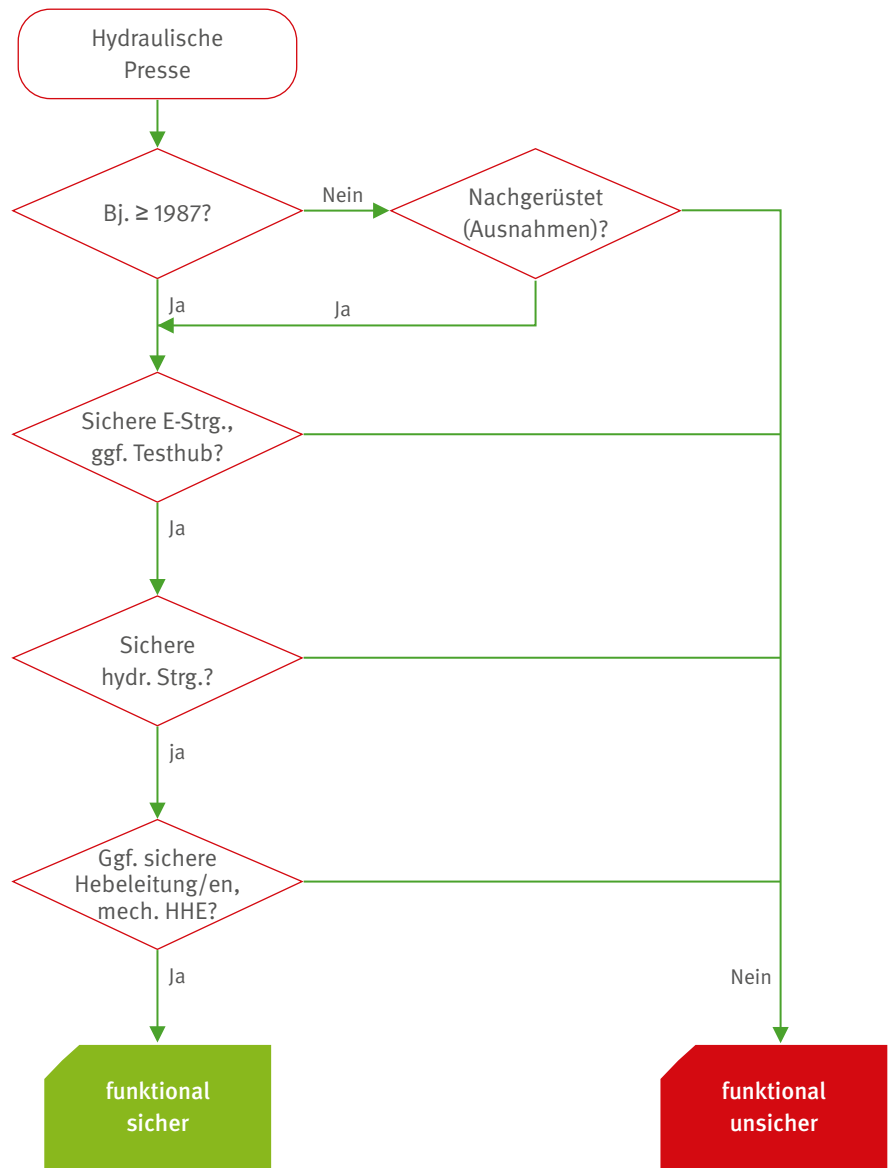 Hydraulische
Presse
Bj. ≥ 1987?
Nein
Nachgerüstet
(Ausnahmen)?
Ja
Ja
Sichere E-Strg.,
ggf. Testhub?
Ja
Sichere
hydr. Strg.?
ja
Ggf. sichere
Hebeleitung/en,
mech. HHE?
Ja
Nein
funktional
sicher
funktional
unsicher